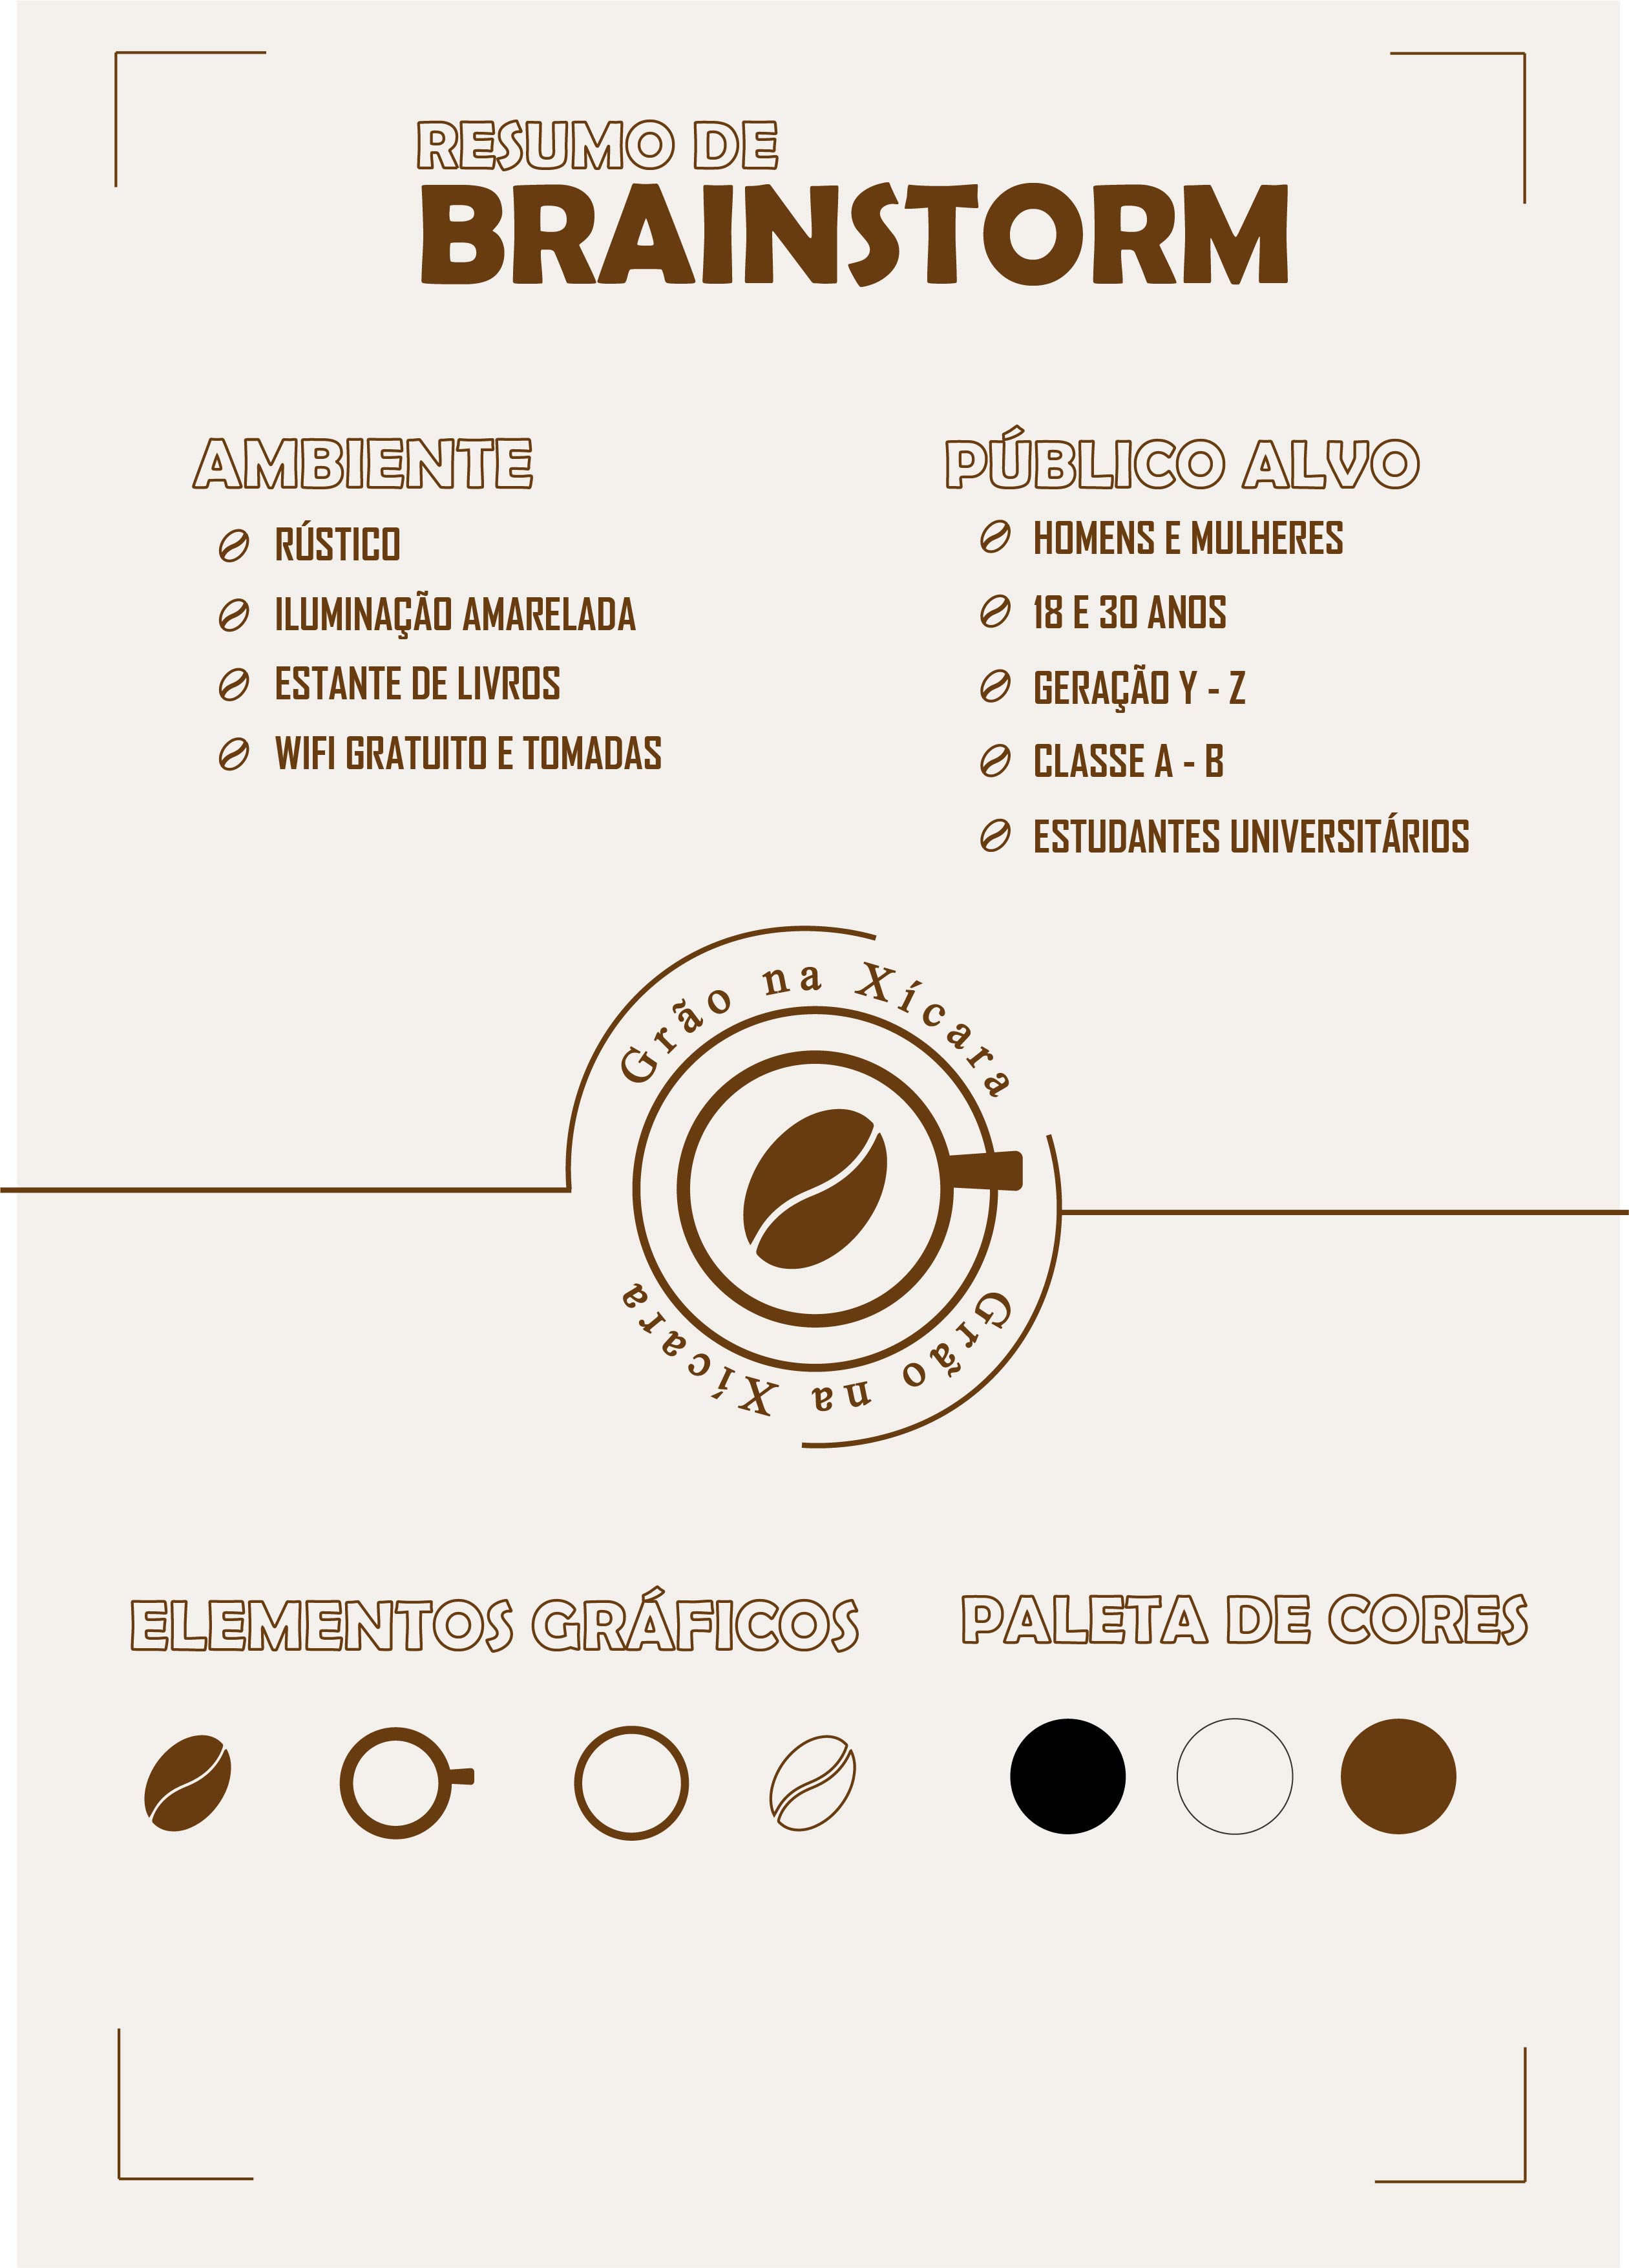 RESUMO DE
BRAINSTORM
AMBIENTE
RÚSTICO
ILUMINAÇÃO AMARELADA
ESTANTE DE LIVROS
WIFI GRATUITO E TOMADAS
PÚBLICO ALVO
HOMENS E MULHERES
18 E 30 ANOS
GERAÇÃO Y - Z
CLASSE A - B
ESTUDANTES UNIVERSITÁRIOS
Grão na Xícara
Grão na Xícara
ELEMENTOS GRÁFICOS
PALETA DE CORES